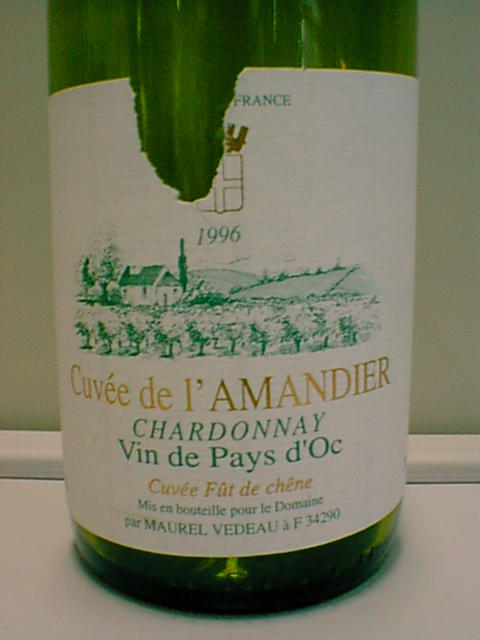 FRANCE
1996
Cuvée de l'AMANDIER
CHARDONNAY
Vin de Pays d'Oc
Cuvée Fût de chêne
Mis en bouteille pour le Domaine
par MAUREL VEDEAU à F 34290